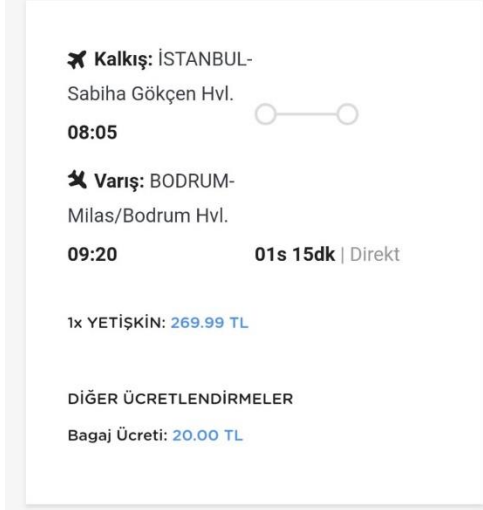 Kalkış: İSTANBUL-
Sabiha Gökçen Hvl.
08:05
Varış: BODRUM-
Milas/Bodrum Hvl.
09:20
01s 15dk | Direkt
1x YETİŞKİN: 269.99 TL
DİĞER ÜCRETLENDİRMELER
Bagaj Ücreti: 20.00 TL